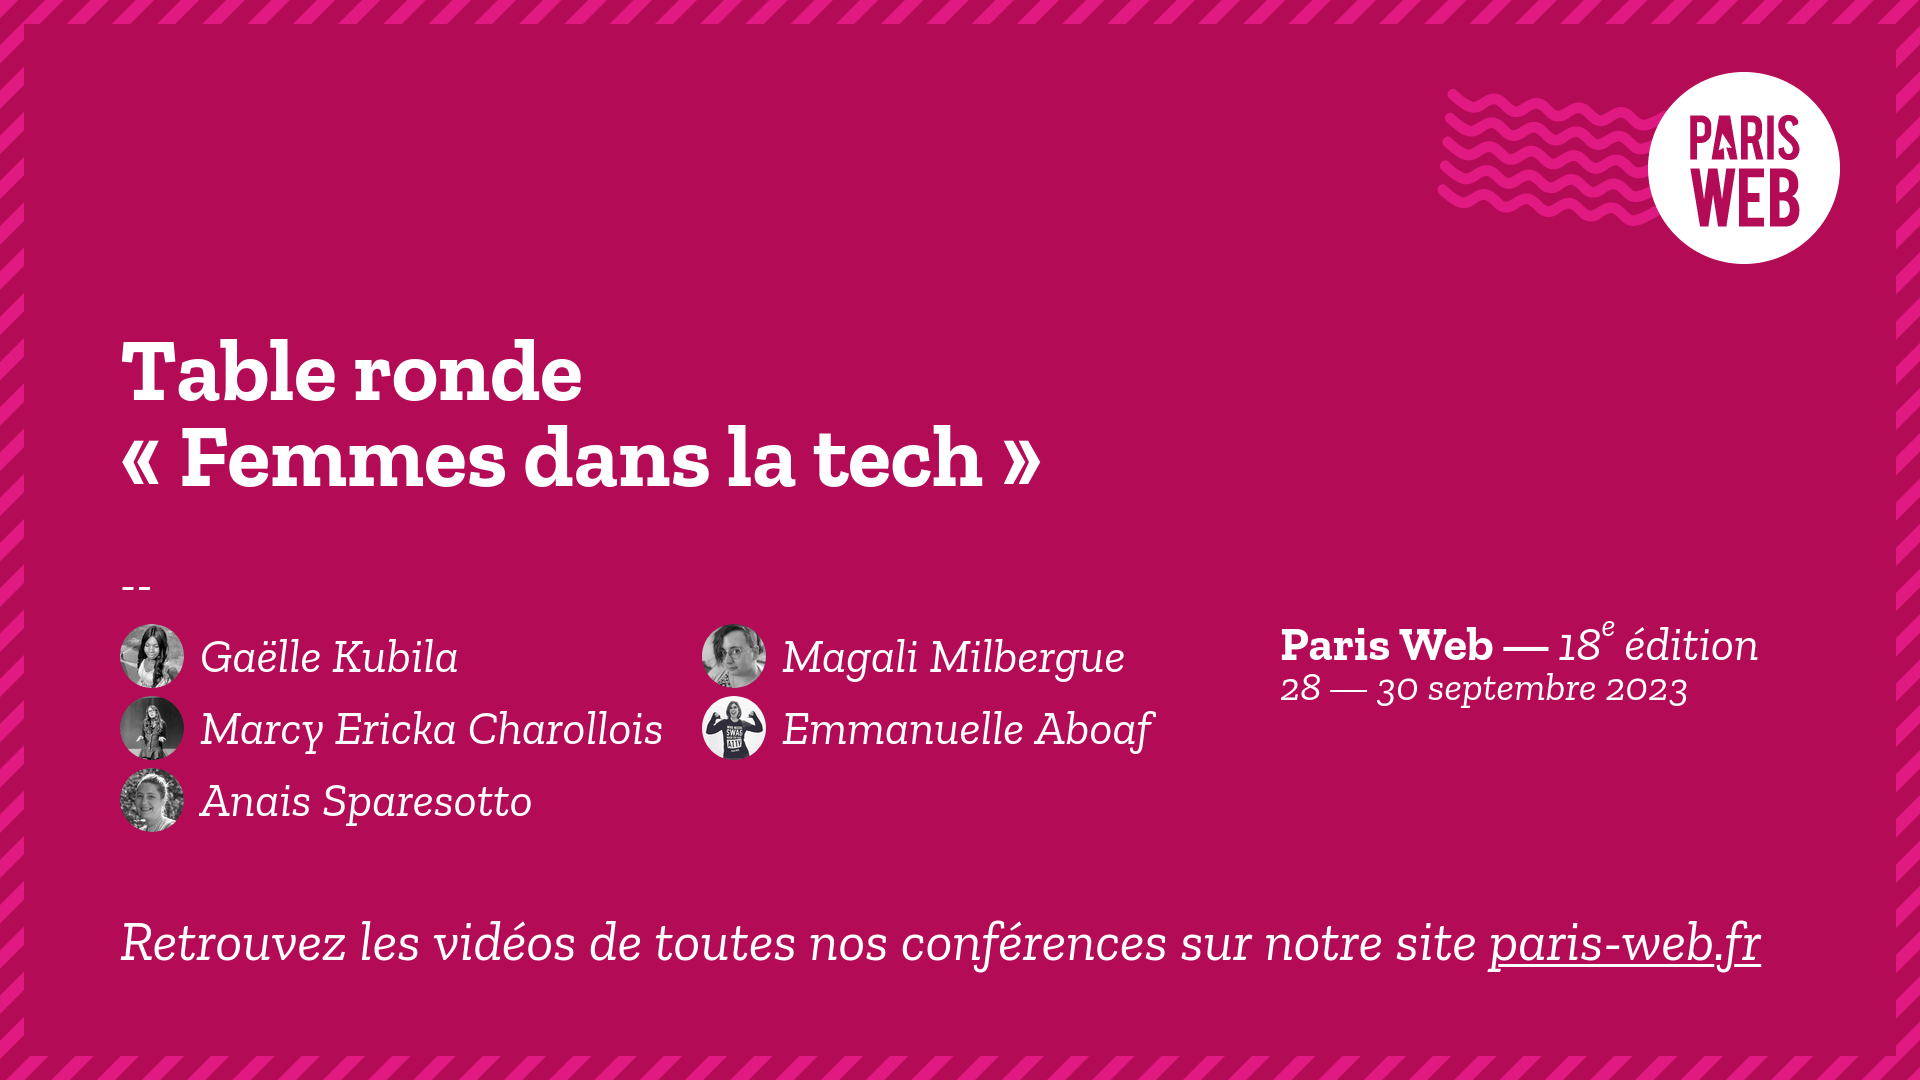 PARIS
WEB
Table ronde
« Femmes dans la tech »
--
Gaëlle Kubila
Marcy Ericka Charollois
Anais Sparesotto
Magali Milbergue
Emmanuelle Aboaf
SWAG
Paris Web — 18e édition
28 — 30 septembre 2023
Retrouvez les vidéos de toutes nos conférences sur notre site paris-web.fr